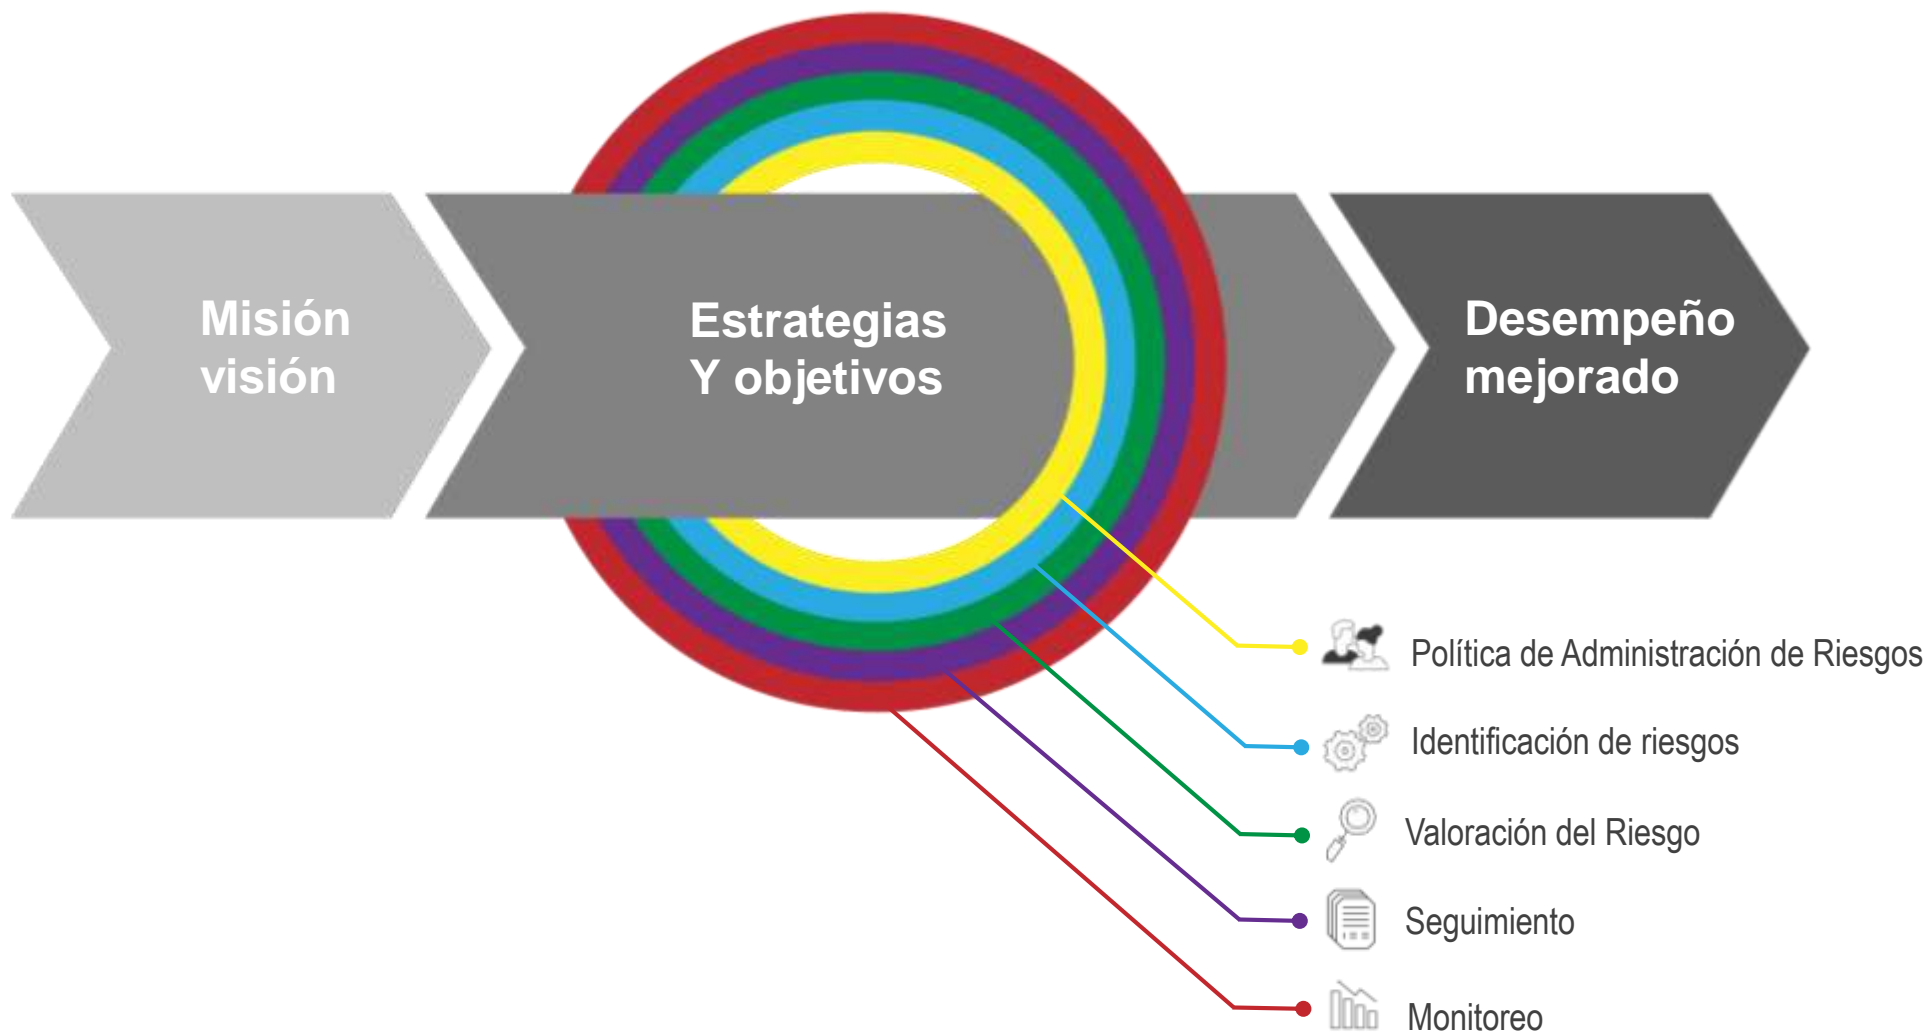 Misión
visión
Estrategias
Y objetivos
Desempeño
mejorado
Política de Administración de Riesgos
Identificación de riesgos
Valoración del Riesgo
Seguimiento
Monitoreo